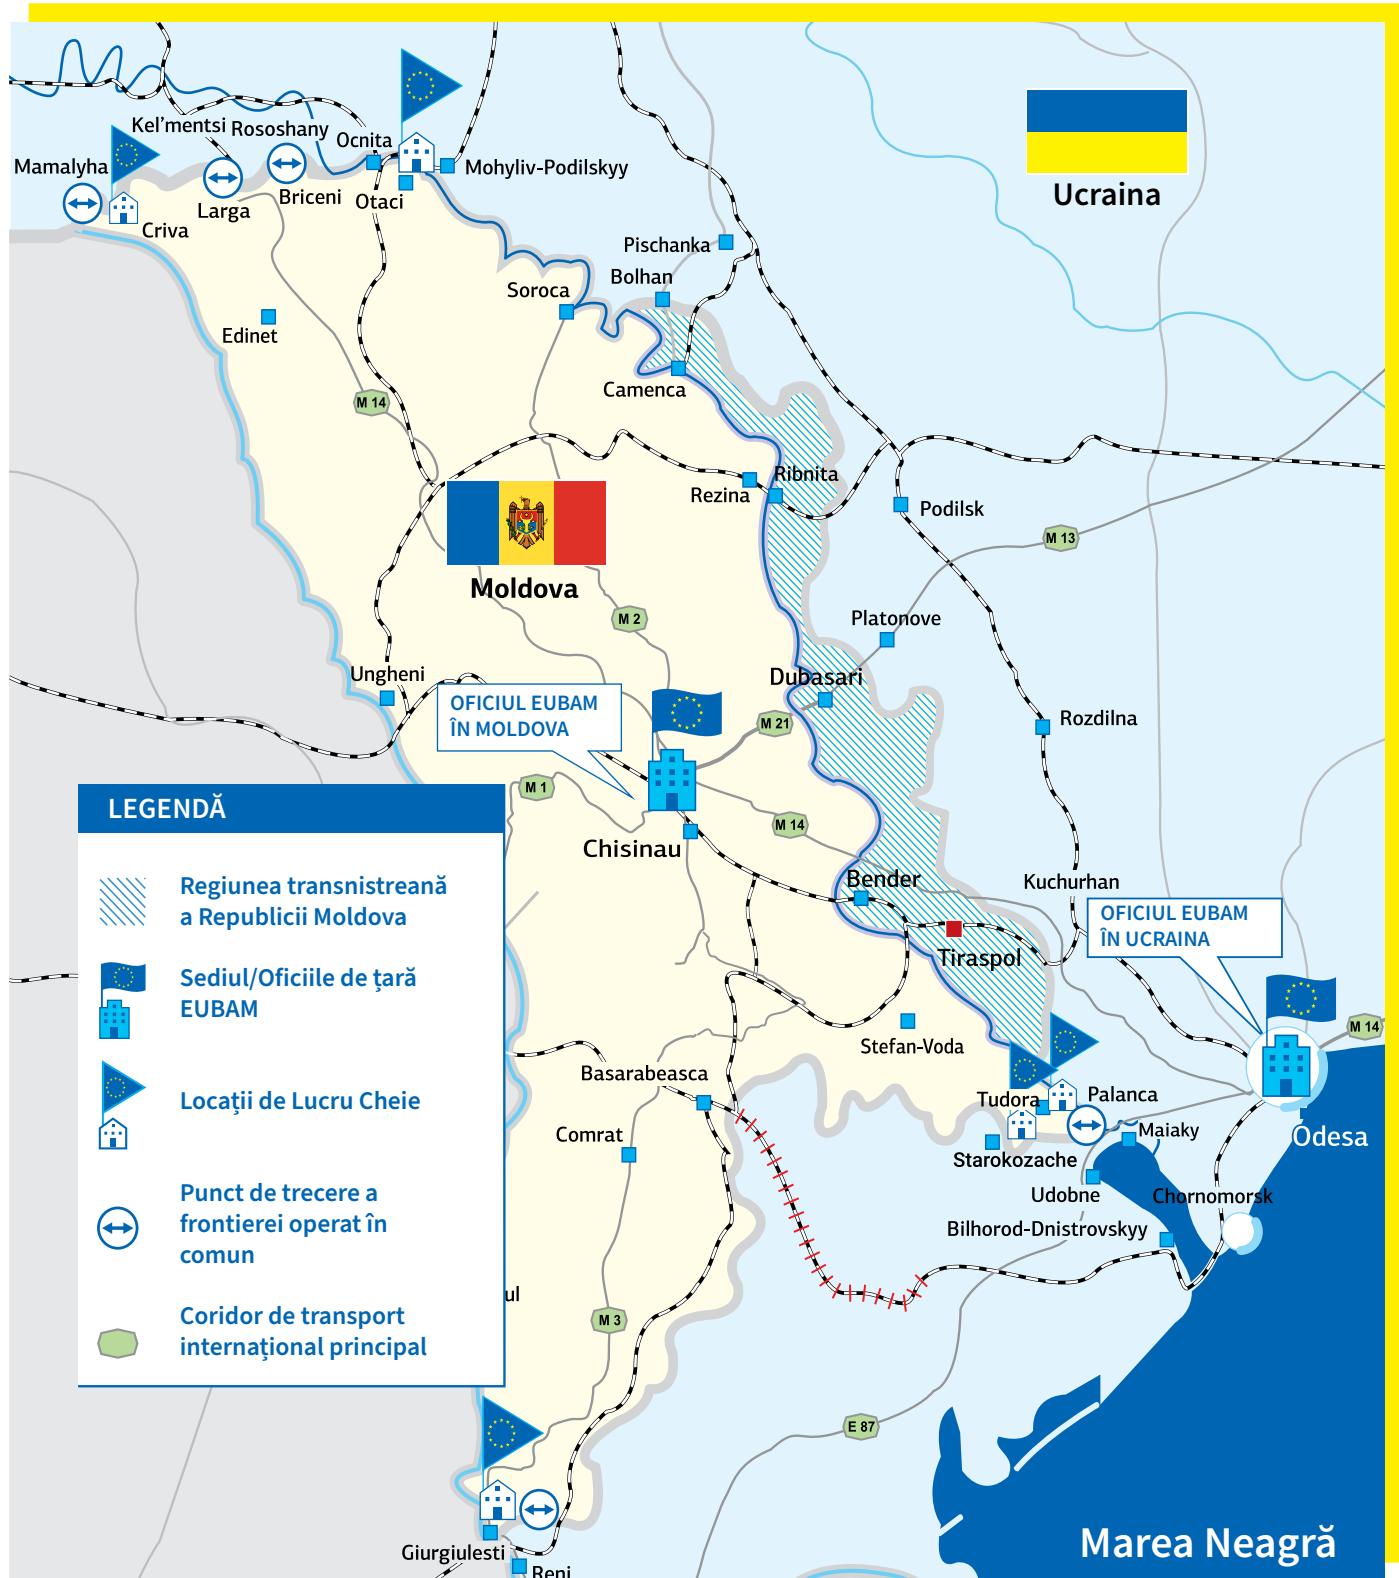 Kel'mentsi
Rososhany
Ocnita
Mamalyha
Mohyliv-Podilskyy
Larga
Briceni
Otaci
Criva
Ucraina
Pischanka
Bolhan
Soroca
Edinet
Camenca
M 14
Ribnita
Rezina
Podilsk
M 13
Moldova
M 2
Platonove
Ungheni
Dubasari
OFICIUL EUBAM
ÎN MOLDOVA
M 21
Rozdilna
M 1
M 14
Chisinau
Bender
Kuchurhan
OFICIUL EUBAM
ÎN UCRAINA
Tiraspol
M 14
Stefan-Voda
Basarabeasca
Tudora
Palanca
Maiaky
Odesa
Comrat
Starokozache
Udobne
Chornomorsk
Bilhorod-Dnistrovskyy
ul
M 3
E 87
Giurgiulesti
Reni
Marea Neagră
LEGENDĂ
Regiunea transnistreană
a Republicii Moldova
Sediul/Oficiile de țară
EUBAM
Locații de Lucru Cheie
Punct de trecere a
frontierei operat în
comun
Coridor de transport
internațional principal